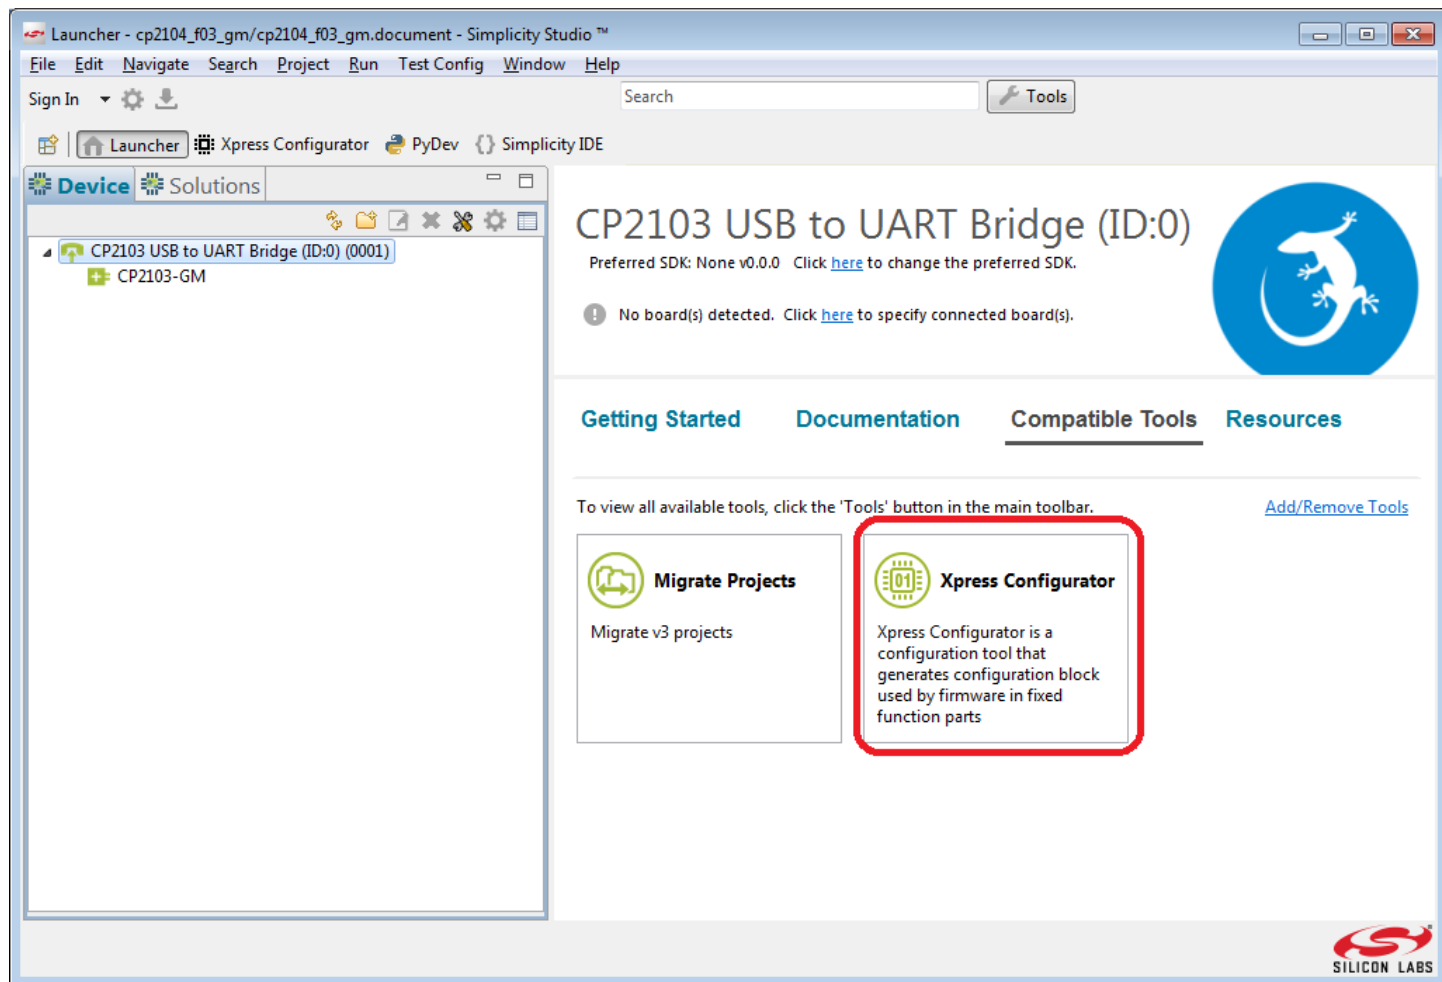 Launcher - cp2104_f03_gm/cp2104_f03_gm.document - Simplicity Studio ™
File Edit Navigate Search Project Run Test Config Window Help
Sign In Search Tools
Launcher Xpress Configurator PyDev {} Simplicity IDE
Device Solutions
CP2103 USB to UART Bridge (ID:0) (0001)
CP2103-GM
CP2103 USB to UART Bridge (ID:0)
Preferred SDK: None v0.0.0 Click here to change the preferred SDK.
No board(s) detected. Click here to specify connected board(s).
Getting Started Documentation Compatible Tools Resources
To view all available tools, click the 'Tools' button in the main toolbar. Add/Remove Tools
Migrate Projects
Migrate v3 projects
01
Xpress Configurator
Xpress Configurator is a
configuration tool that
generates configuration block
used by firmware in fixed
function parts
SILICON LABS